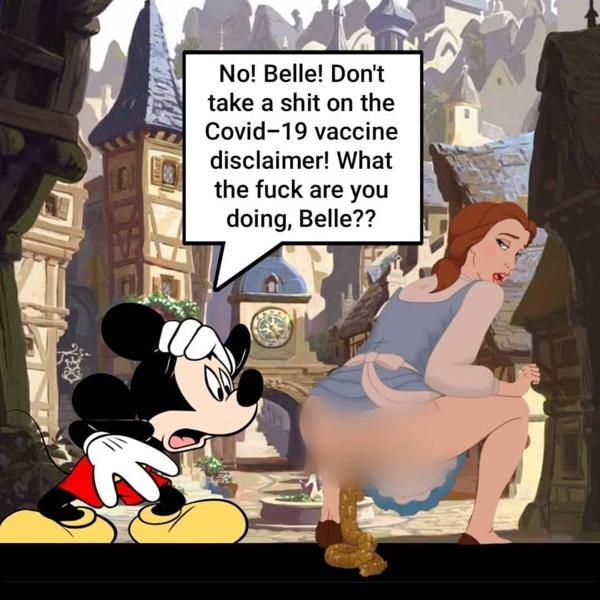 No! Belle! Don't
take a shit on the
Covid–19 vaccine
disclaimer! What
the fuck are you
doing, Belle??